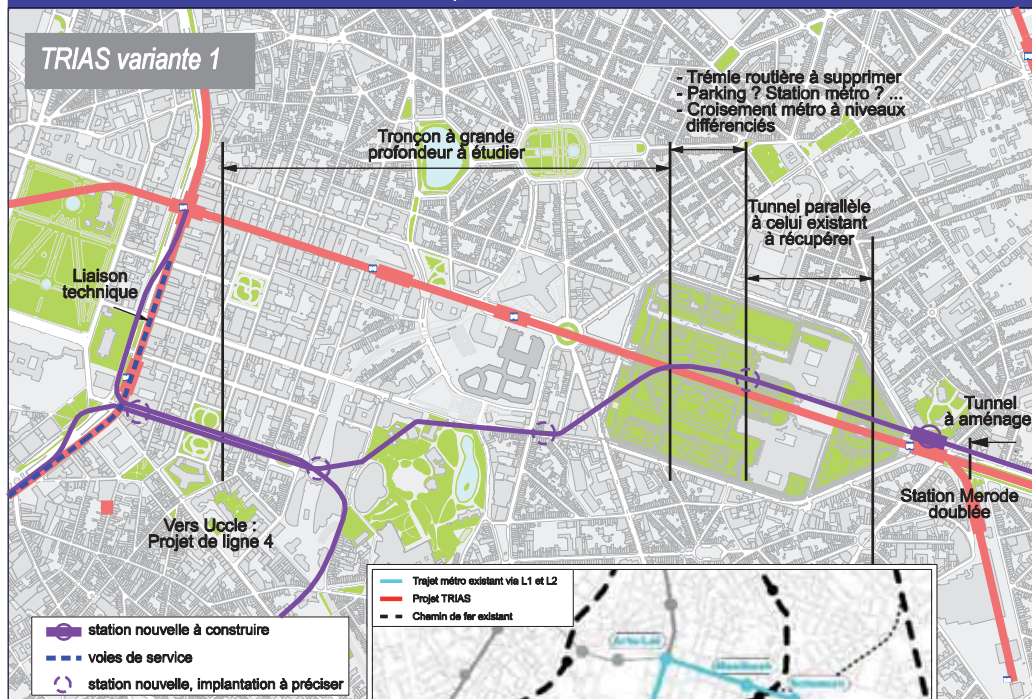 TRIAS variante 1
- Trémie routière à supprimer
- Parking ? Station métro ? ...
- Croisement métro à niveaux
différenciés
Tronçon à grande
profondeur à étudier
Tunnel parallèle
à celui existant
à récupérer
Liaison
technique
Tunnel
à aménage
Station Merode
doublée
Vers Uccle :
Projet de ligne 4
Trajet métro existant via L1 et L2
Projet TRIAS
Chemin de fer existant
station nouvelle à construire
voies de service
station nouvelle, implantation à préciser
Arts-Loi